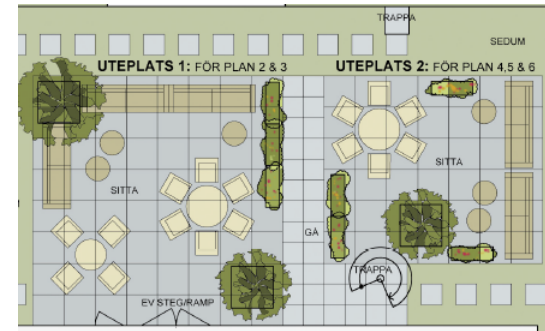 TRAPPA
SEDUM
UTEPLATS 1: FÖR PLAN 2 & 3
UTEPLATS 2: FÖR PLAN 4,5 & 6
SITTA
SITTA
GÅ
TRAPPA
EV STEG/RAMP